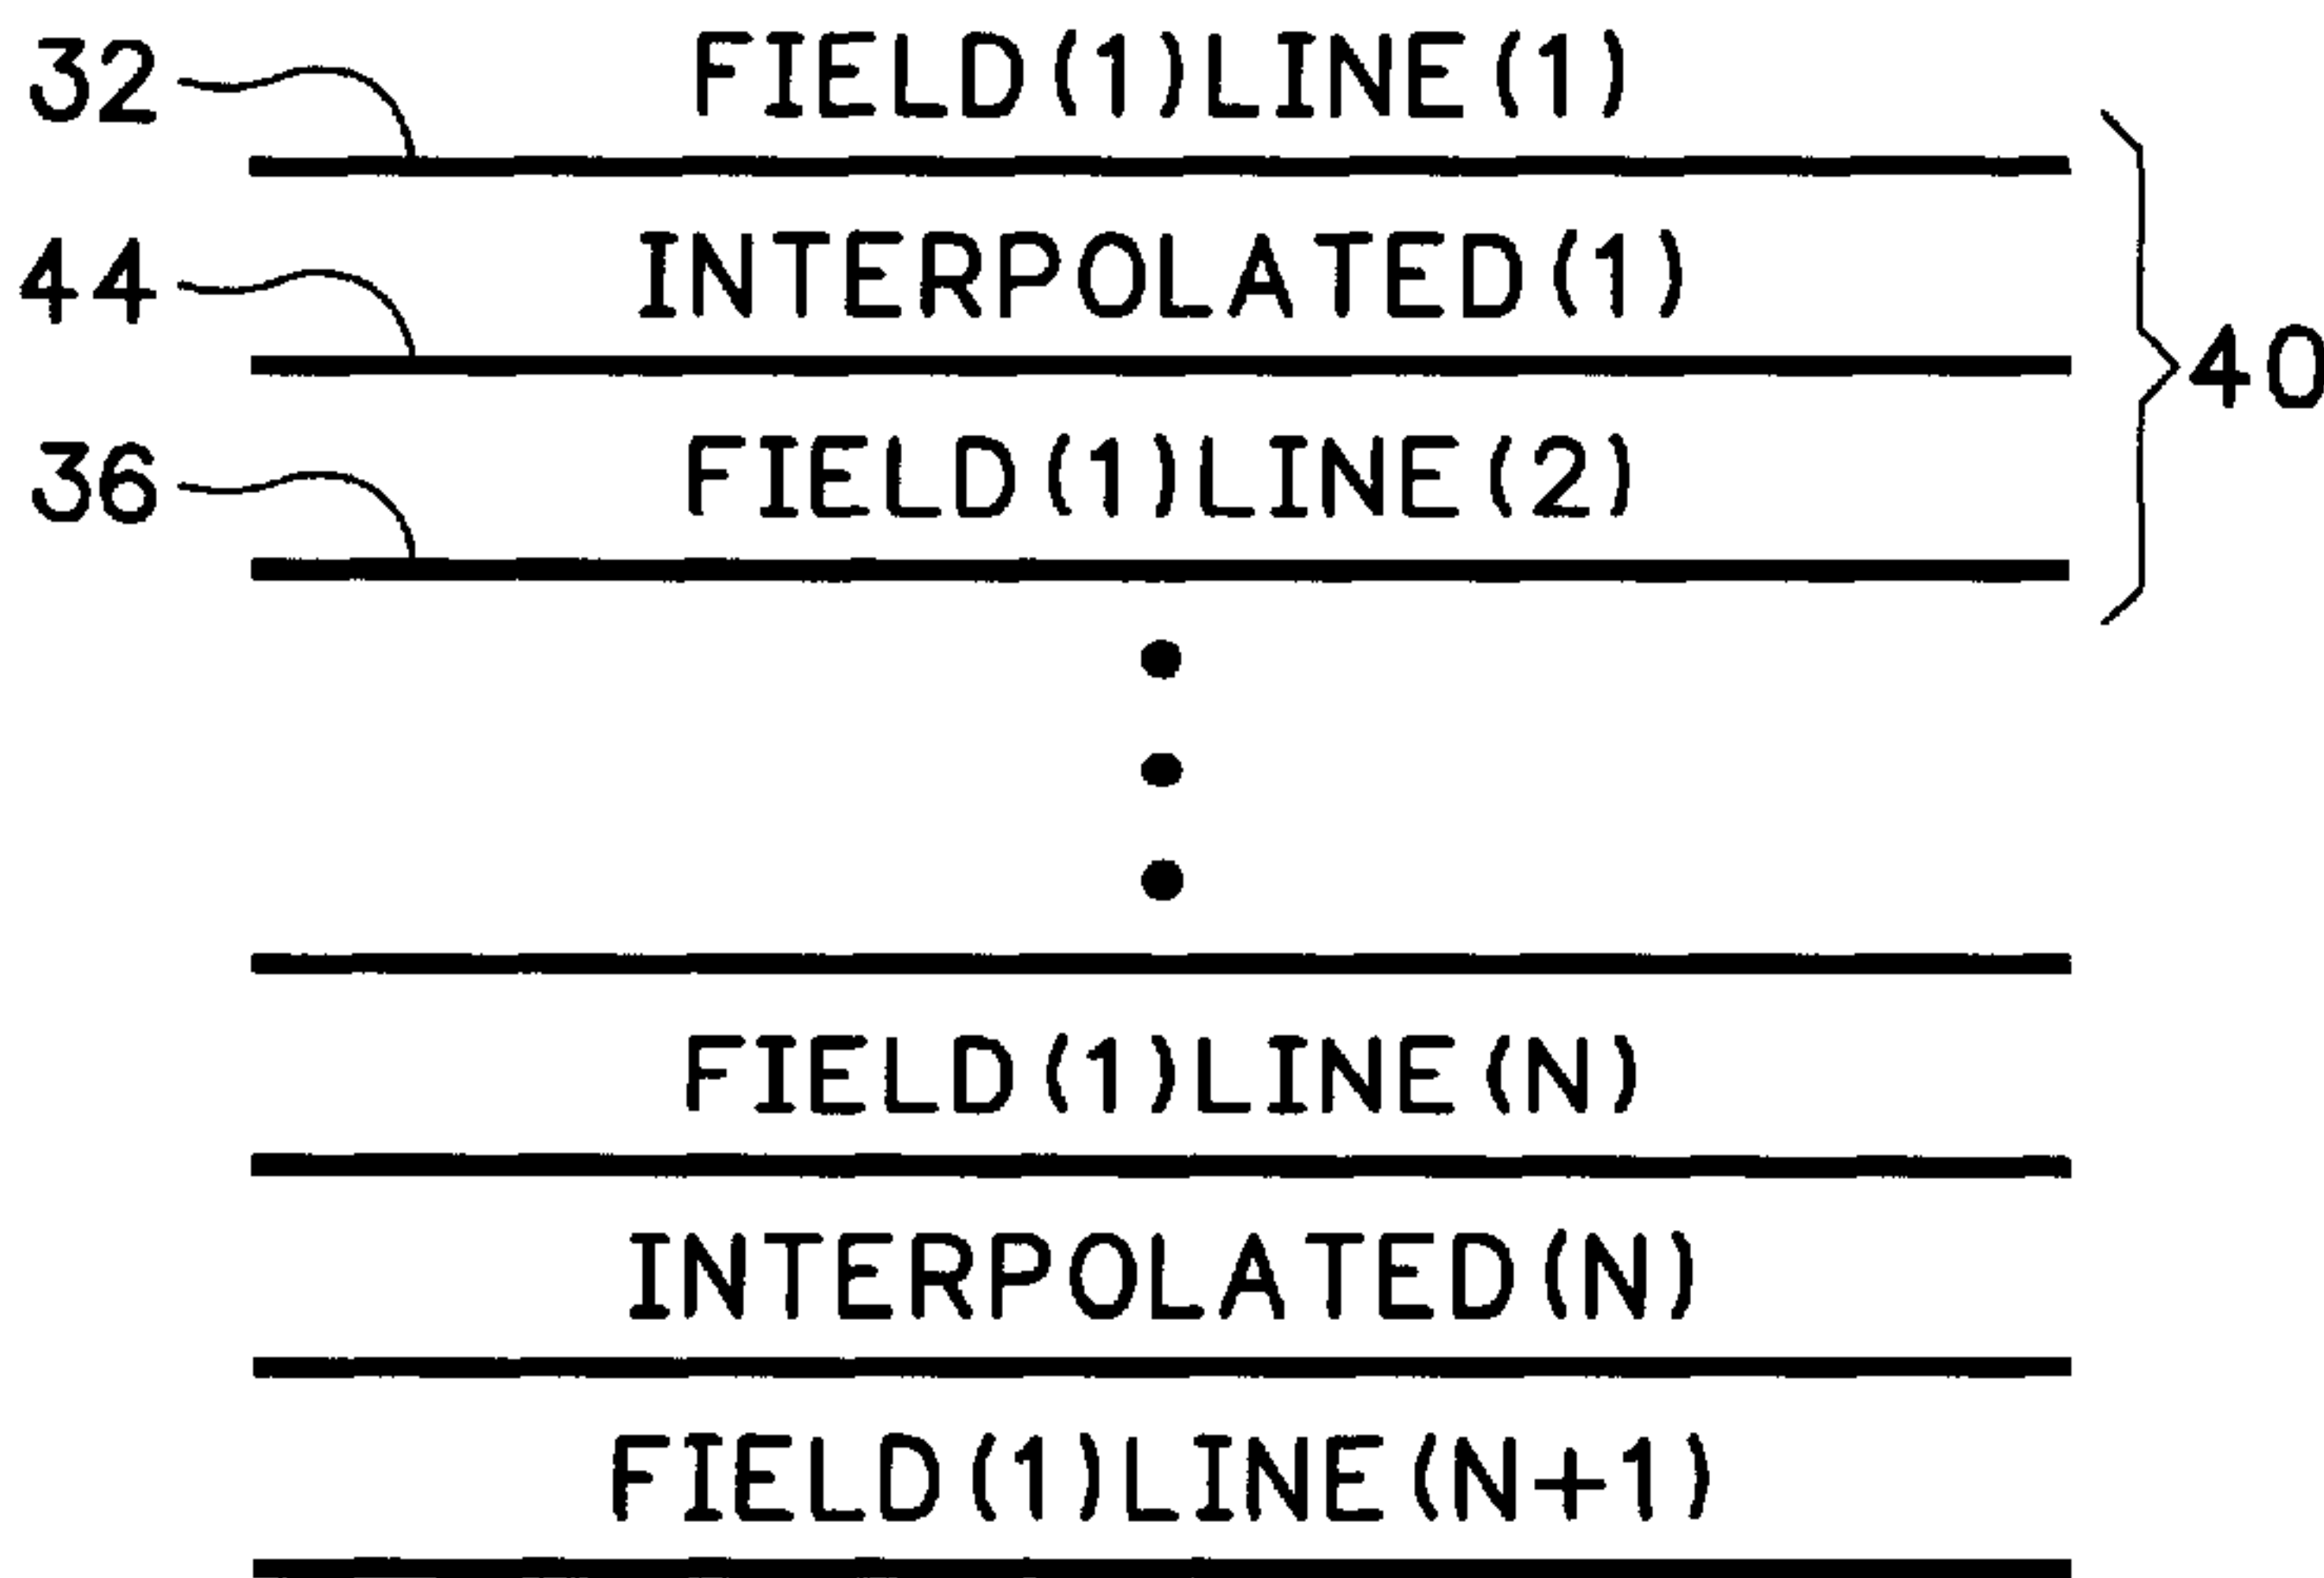 32 FIELD(1)LINE(1)
44 INTERPOLATED(1)
40
36 FIELD(1)LINE(2)
FIELD(1)LINE(N)
INTERPOLATED(N)
FIELD(1)LINE(N+1)